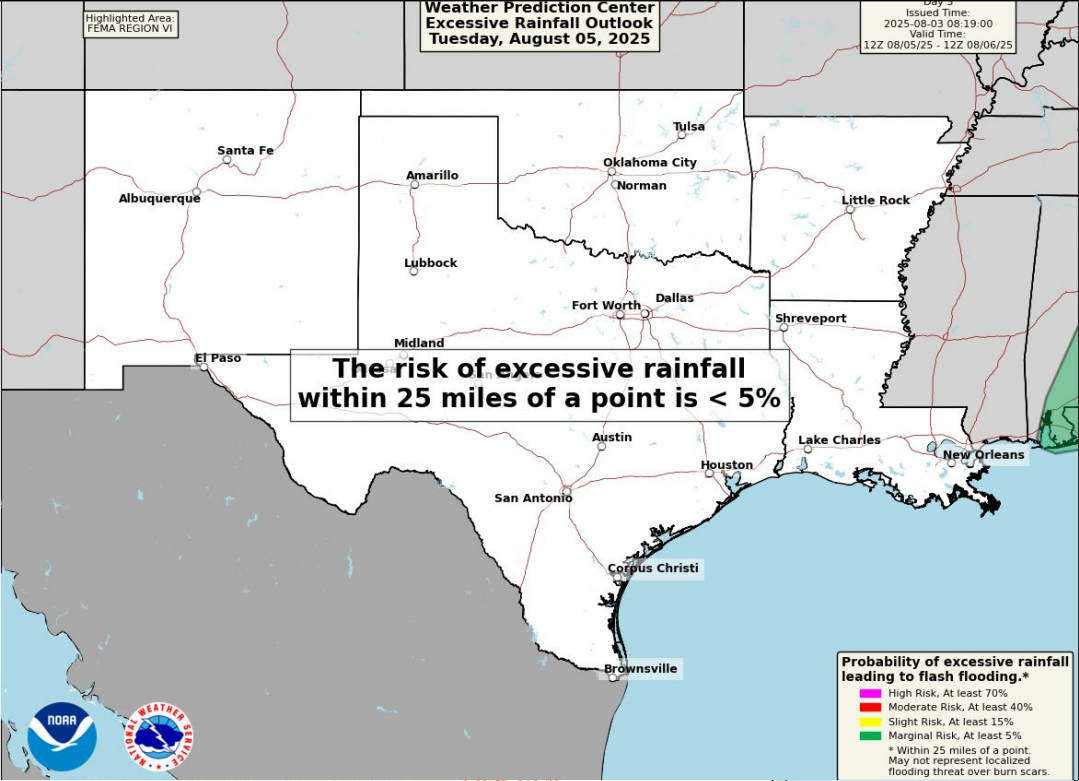 Highlighted Area:
FEMA REGION VI
Weather Prediction Center
Excessive Rainfall Outlook
Tuesday, August 05, 2025
Issued Time:
2025-08-03 08:19:00
Valid Time:
12Z 08/05/25 - 12Z 08/06/25
Tulsa
Santa Fe
Oklahoma City
Amarillo
Norman
Albuquerque
Little Rock
Lubbock
Dallas
Fort Worth
Shreveport
Midland
El Paso
The risk of excessive rainfall
within 25 miles of a point is < 5%
Austin
Lake Charles
New Orleans
Houston
San Antonio
Corpus Christi
Brownsville
Probability of excessive rainfall
leading to flash flooding.*
High Risk, At least 70%
Moderate Risk, At least 40%
Slight Risk, At least 15%
Marginal Risk, At least 5%
* Within 25 miles of a point.
May not represent localized
flooding threat over burn scars.
NOAA
NATIONAL WEATHER SERVICE